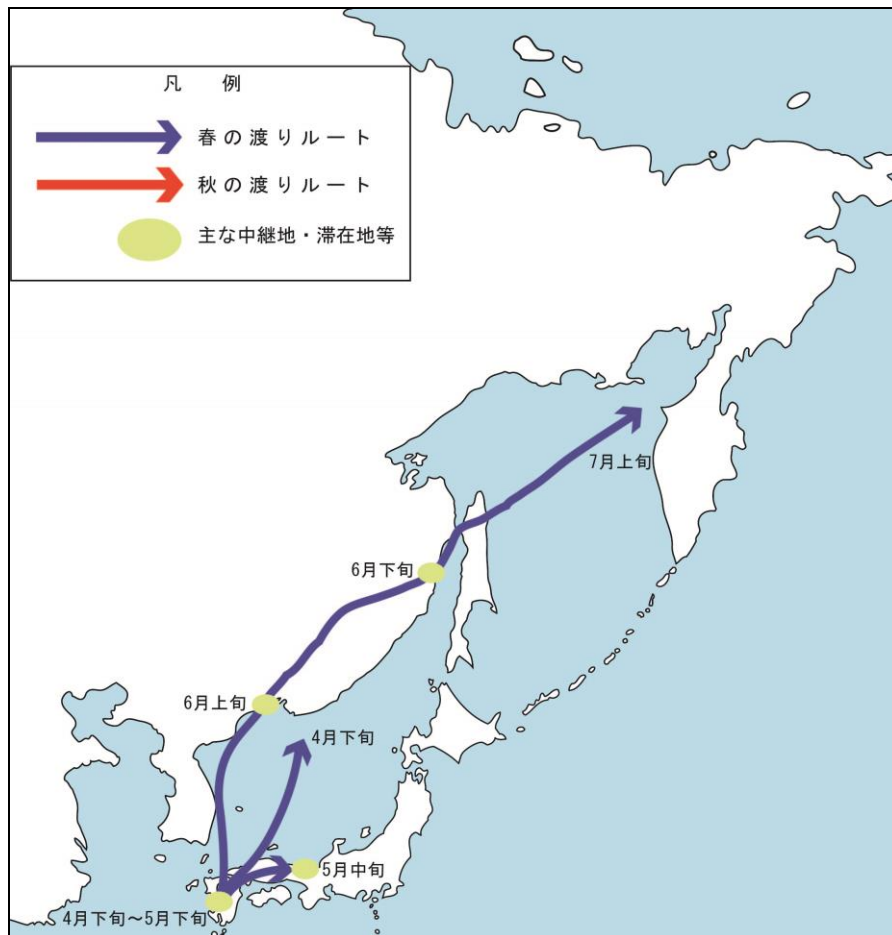 凡 例
春の渡りルート
秋の渡りルート
主な中継地・滞在地等
7月上旬
6月下旬
6月上旬
4月下旬
5月中旬
4月下旬～5月下旬